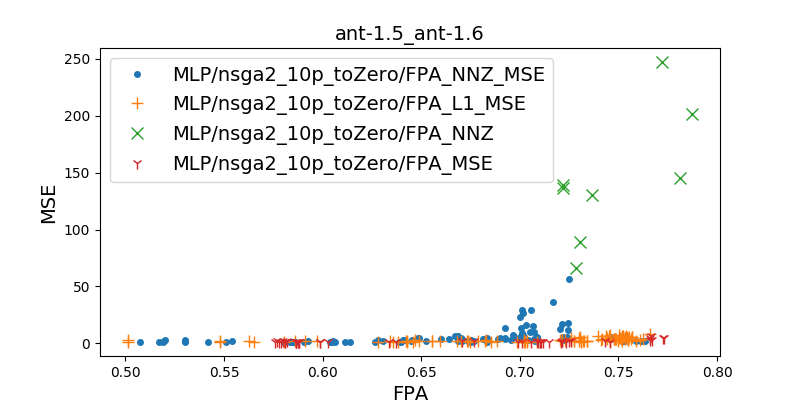 ant-1.5_ant-1.6
MLP/nsga2_10p_toZero/FPA_NNZ_MSE
MLP/nsga2_10p_toZero/FPA_L1_MSE
MLP/nsga2_10p_toZero/FPA_NNZ
MLP/nsga2_10p_toZero/FPA_MSE
MSE
250
200
150
100
50
0
0.50 0.55 0.60 0.65 0.70 0.75 0.80
FPA